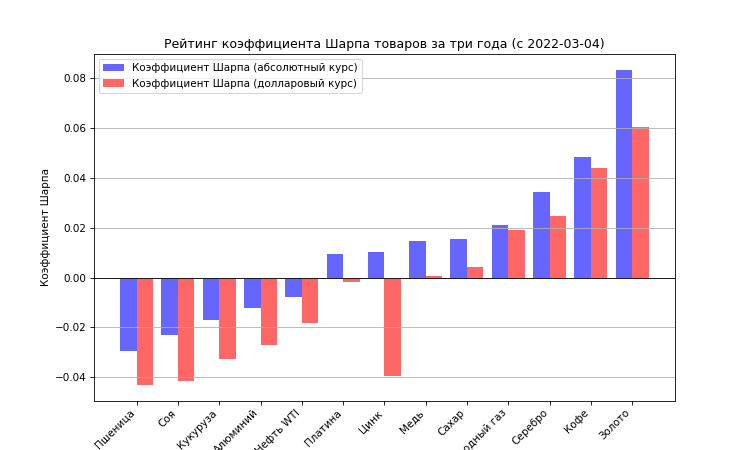 Рейтинг коэффициента Шарпа товаров за три года (с 2022-03-04)
Коэффициент Шарпа (абсолютный курс)
Коэффициент Шарпа (долларовый курс)
Коэффициент Шарпа
0.08
0.06
0.04
0.02
0.00
−0.02
−0.04
Пшеница
Соя
Кукуруза
Алюминий
Нефть WTI
Платина
Цинк
Медь
Сахар
одный газ
Серебро
Кофе
Золото